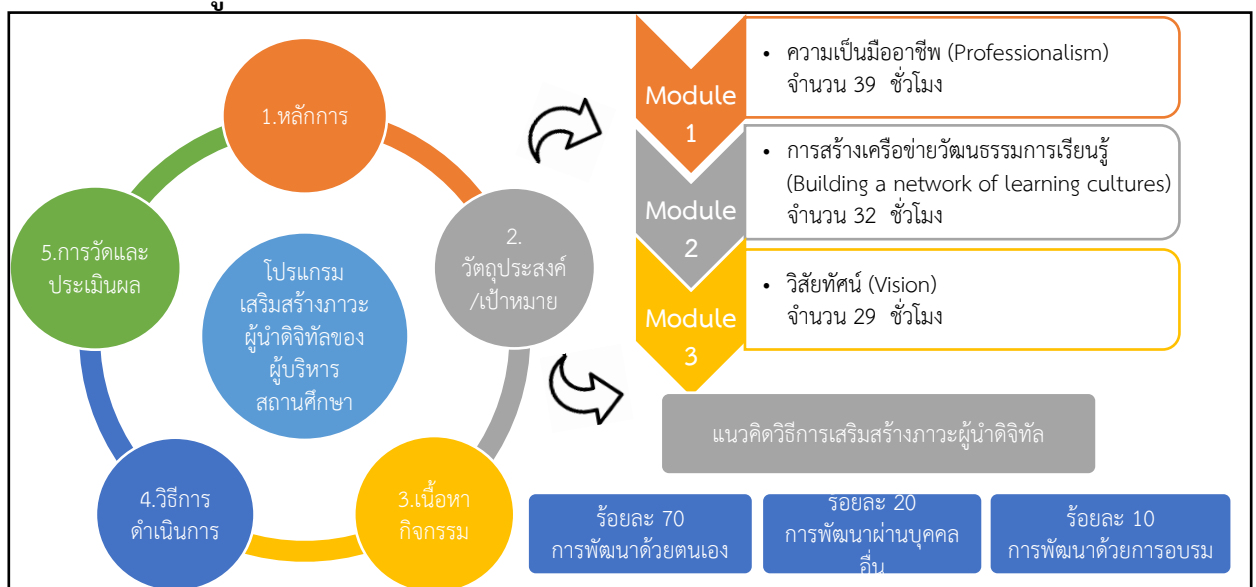 1.หลักการ
2.
วัตถุประสงค์
/เป้าหมาย
3.เนื้อหา
กิจกรรม
4.วิธีการ
ดำเนินการ
5.การวัดและ
ประเมินผล
โปรแกรม
เสริมสร้างภาวะ
ผู้นำดิจิทัลของ
ผู้บริหาร
สถานศึกษา
Module
1
• ความเป็นมืออาชีพ (Professionalism)
จำนวน 39 ชั่วโมง
Module
2
• การสร้างเครือข่ายวัฒนธรรมการเรียนรู้
(Building a network of learning cultures)
จำนวน 32 ชั่วโมง
Module
3
• วิสัยทัศน์ (Vision)
จำนวน 29 ชั่วโมง
แนวคิดวิธีการเสริมสร้างภาวะผู้นำดิจิทัล
ร้อยละ 70
การพัฒนาด้วยตนเอง
ร้อยละ 20
การพัฒนาผ่านบุคคล
อื่น
ร้อยละ 10
การพัฒนาด้วยการอบรม